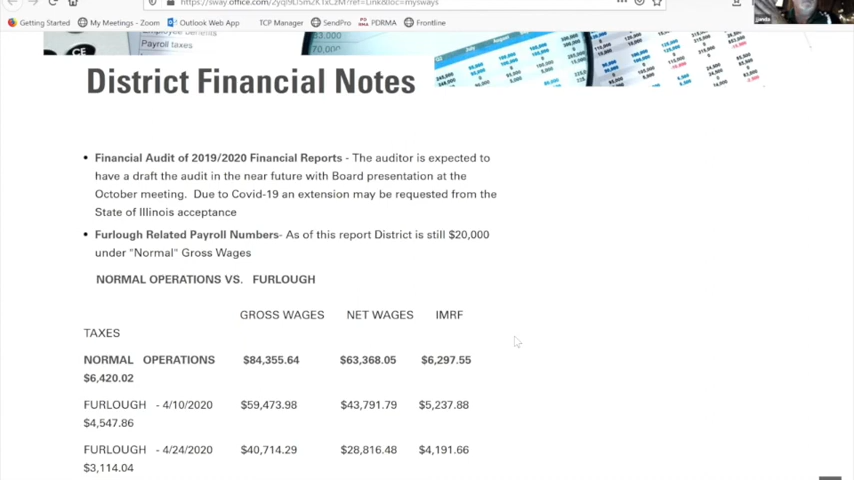 https://sway.office.com/
Getting Started My Meetings - Zoom Outlook Web App TCP Manager SendPro PDRMA Frontline
Payroll taxes
70,000
District Financial Notes
• Financial Audit of 2019/2020 Financial Reports - The auditor is expected to
have a draft the audit in the near future with Board presentation at the
October meeting. Due to Covid-19 an extension may be requested from the
State of Illinois acceptance
• Furlough Related Payroll Numbers- As of this report District is still $20,000
under "Normal" Gross Wages
NORMAL OPERATIONS VS. FURLOUGH
GROSS WAGES NET WAGES IMRF
TAXES
NORMAL OPERATIONS $84,355.64 $63,368.05 $6,297.55
$6,420.02
FURLOUGH - 4/10/2020 $59,473.98 $43,791.79 $5,237.88
$4,547.86
FURLOUGH - 4/24/2020 $40,714.29 $28,816.48 $4,191.66
$3,114.04